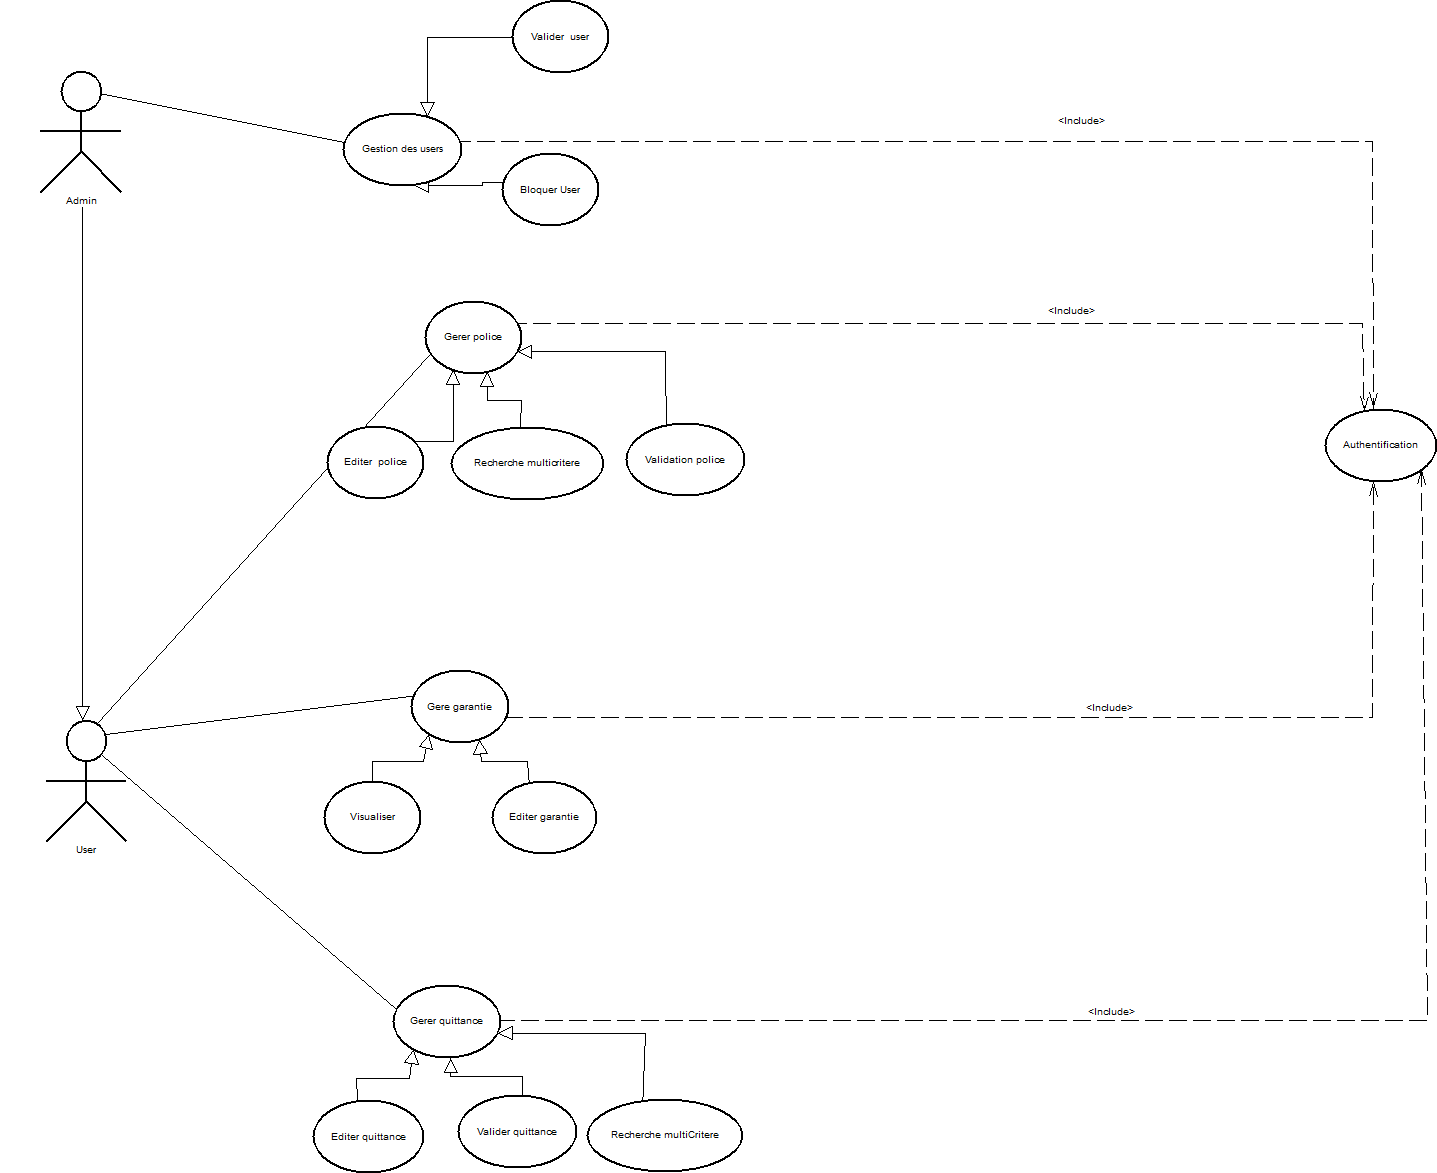 Valider user
<Include>
Gestion des users
Bloquer User
Admin
<Include>
Gerer police
Authentification
Editer police
Recherche multicritere
Validation police
Gere garantie
<Include>
Visualiser
Editer garantie
User
<Include>
Gerer quittance
Editer quittance
Valider quittance
Recherche multiCritere